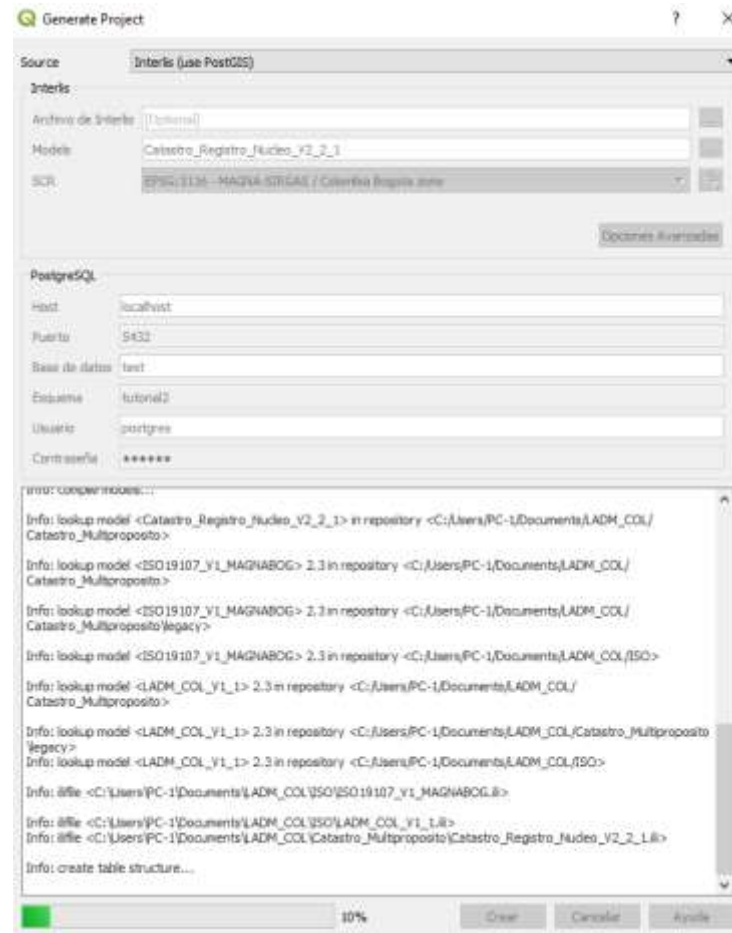 Generate Project
?
Source Interlis (use PostGIS)
Interlis
Archivo de Interlis [Optional]
Models Catastro_Registro_Nucleo_V2_2_1
SCR EPSG:3116 - MAGNA-SIRGAS / Colombia Bogota zone
Opciones Avanzadas
PostgreSQL
Host localhost
Puerto 5432
Base de datos test
Esquema tutorial2
Usuario postgres
Contraseña ●●●●●●
Info: compile models...
Info: lookup model <Catastro_Registro_Nucleo_V2_2_1> in repository <C:/Users/PC-1/Documents/LADM_COL/
Catastro_Multiproposito>
Info: lookup model <ISO19107_V1_MAGNABOG> 2.3 in repository <C:/Users/PC-1/Documents/LADM_COL/
Catastro_Multiproposito>
Info: lookup model <ISO19107_V1_MAGNABOG> 2.3 in repository <C:/Users/PC-1/Documents/LADM_COL/
Catastro_Multiproposito\legacy>
Info: lookup model <ISO19107_V1_MAGNABOG> 2.3 in repository <C:/Users/PC-1/Documents/LADM_COL/ISO>
Info: lookup model <LADM_COL_V1_1> 2.3 in repository <C:/Users/PC-1/Documents/LADM_COL/
Catastro_Multiproposito>
Info: lookup model <LADM_COL_V1_1> 2.3 in repository <C:/Users/PC-1/Documents/LADM_COL/Catastro_Multiproposito
\legacy>
Info: lookup model <LADM_COL_V1_1> 2.3 in repository <C:/Users/PC-1/Documents/LADM_COL/ISO>
Info: ilifile <C:\Users\PC-1\Documents\LADM_COL\ISO\ISO19107_V1_MAGNABOG.ili>
Info: ilifile <C:\Users\PC-1\Documents\LADM_COL\ISO\LADM_COL_V1_1.ili>
Info: ilifile <C:\Users\PC-1\Documents\LADM_COL\Catastro_Multiproposito\Catastro_Registro_Nucleo_V2_2_1.ili>
Info: create table structure...
10% Crear Cancelar Ayuda